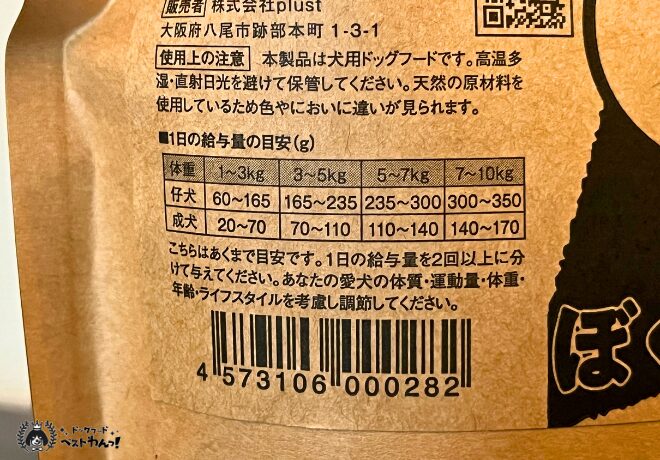 販売者 株式会社plust
大阪府八尾市跡部本町 1-3-1
使用上の注意 本製品は犬用ドッグフードです。高温多
湿・直射日光を避けて保管してください。天然の原材料を
使用しているため色やにおいに違いが見られます。
■1日の給与量の目安(g)
体重 1〜3kg 3〜5kg 5〜7kg 7〜10kg
仔犬 60〜165 165〜235 235〜300 300〜350
成犬 20〜70 70〜110 110〜140 140〜170
こちらはあくまで目安です。1日の給与量を2回以上に分
けて与えてください。あなたの愛犬の体質・運動量・体重・
年齢・ライフスタイルを考慮し調節してください。
4 573106 000282
ぼ
ドッグフード
ベストわんっ!